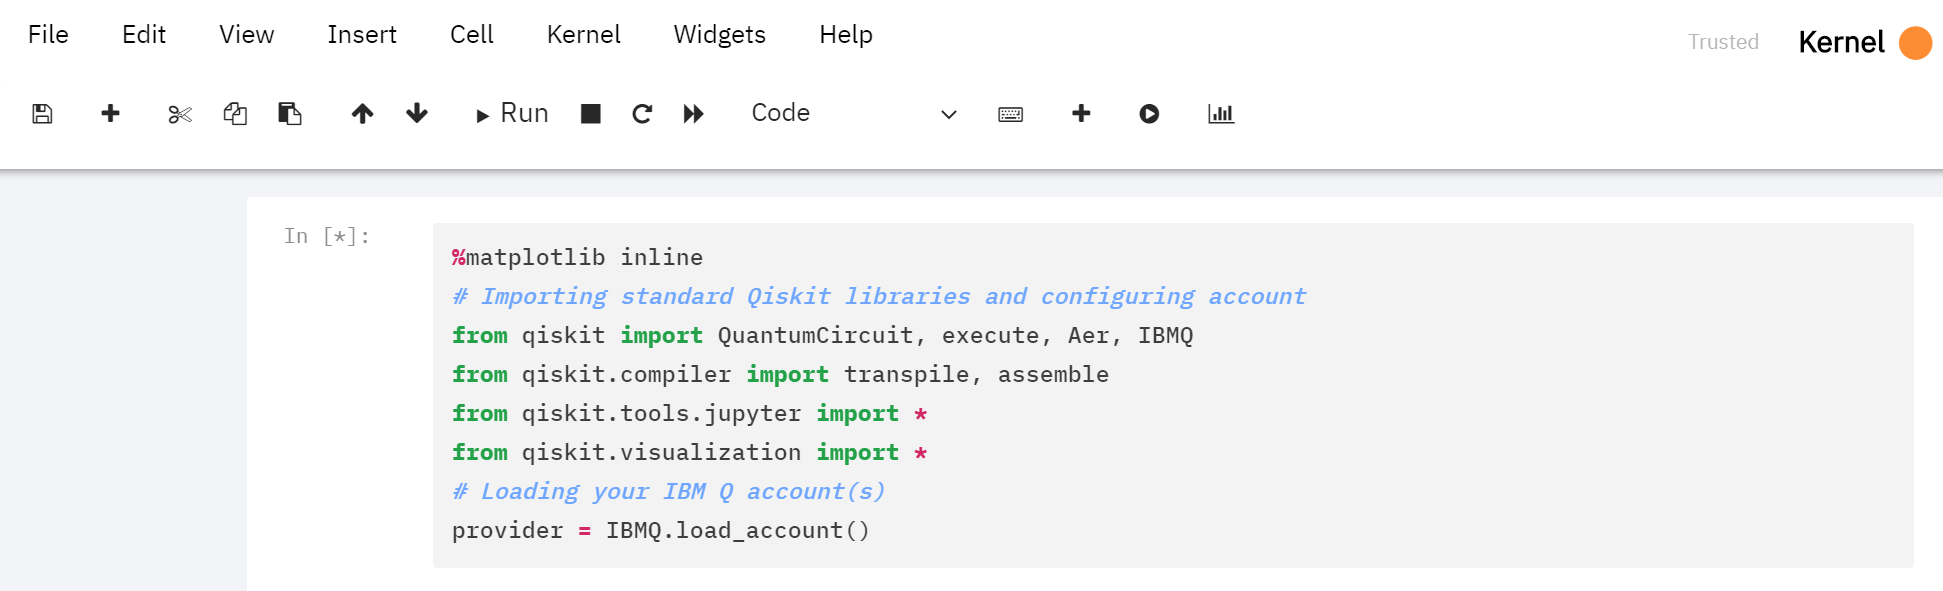 File Edit View Insert Cell Kernel Widgets Help
Trusted Kernel
Run Code
In [*]:
%matplotlib inline
# Importing standard Qiskit libraries and configuring account
from qiskit import QuantumCircuit, execute, Aer, IBMQ
from qiskit.compiler import transpile, assemble
from qiskit.tools.jupyter import *
from qiskit.visualization import *
# Loading your IBM Q account(s)
provider = IBMQ.load_account()